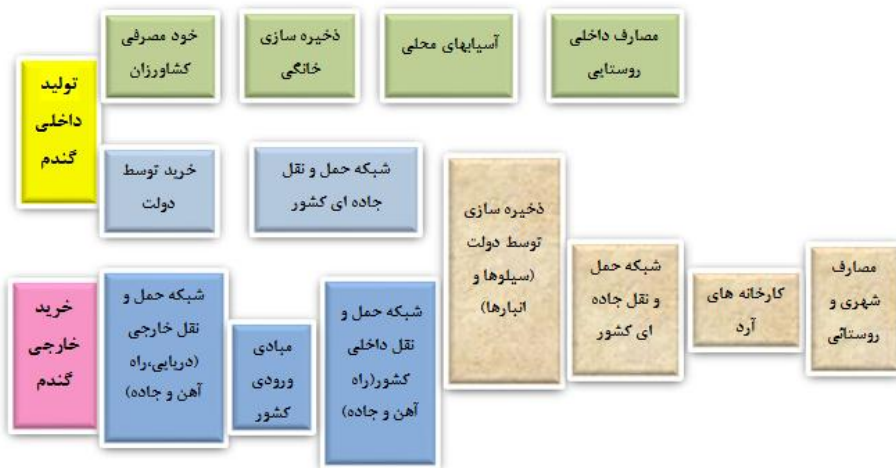 تولید
داخلی
گندم
خود مصرفی
کشاورزان
ذخیره سازی
خانگی
آسیابهای محلی
مصارف داخلی
روستایی
خرید توسط
دولت
شبکه حمل و نقل
جاده ای کشور
ذخیره سازی
توسط دولت
(سیلوها و
انبارها)
شبکه حمل
و نقل جاده
ای کشور
کارخانه های
آرد
مصارف
شهری و
روستائی
خرید
خارجی
گندم
شبکه حمل و
نقل خارجی
(دریایی،راه
آهن و جاده)
مبادی
ورودی
کشور
شبکه حمل و
نقل داخلی
کشور(راه
آهن و جاده)